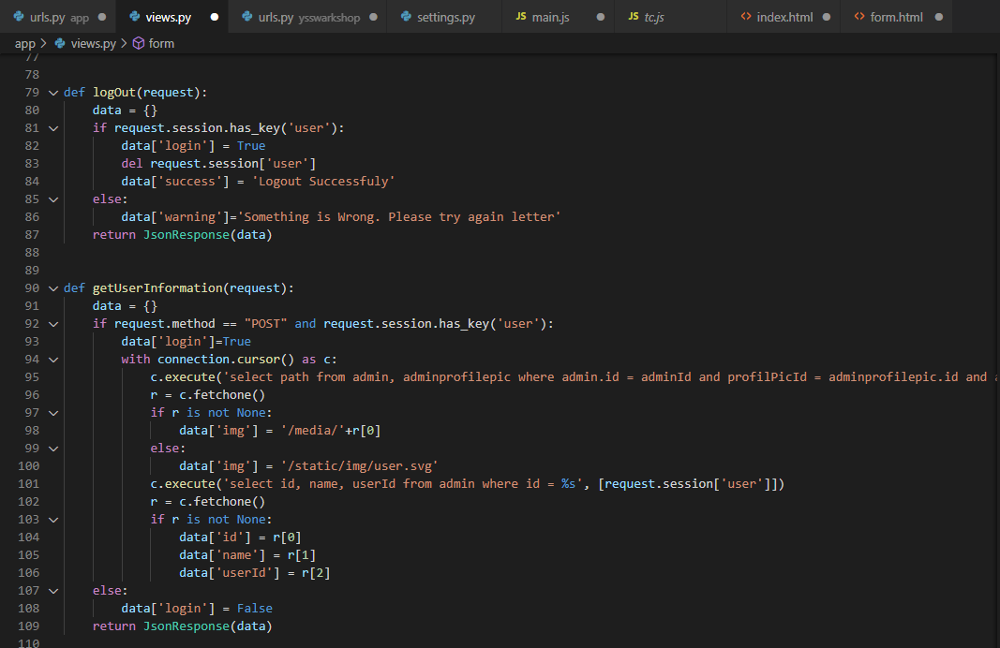 urls.py app ● views.py ● urls.py ysswarkshop ● settings.py JS main.js ● JS tc.js <> index.html ● <> form.html ●
app > views.py > form
77
78
79 def logOut(request):
80 data = {}
81 if request.session.has_key('user'):
82 data['login'] = True
83 del request.session['user']
84 data['success'] = 'Logout Successfuly'
85 else:
86 data['warning']='Something is Wrong. Please try again letter'
87 return JsonResponse(data)
88
89
90 def getUserInformation(request):
91 data = {}
92 if request.method == "POST" and request.session.has_key('user'):
93 data['login']=True
94 with connection.cursor() as c:
95 c.execute('select path from admin, adminprofilepic where admin.id = adminId and profilPicId = adminprofilepic.id and
96 r = c.fetchone()
97 if r is not None:
98 data['img'] = '/media/'+r[0]
99 else:
100 data['img'] = '/static/img/user.svg'
101 c.execute('select id, name, userId from admin where id = %s', [request.session['user']])
102 r = c.fetchone()
103 if r is not None:
104 data['id'] = r[0]
105 data['name'] = r[1]
106 data['userId'] = r[2]
107 else:
108 data['login'] = False
109 return JsonResponse(data)
110